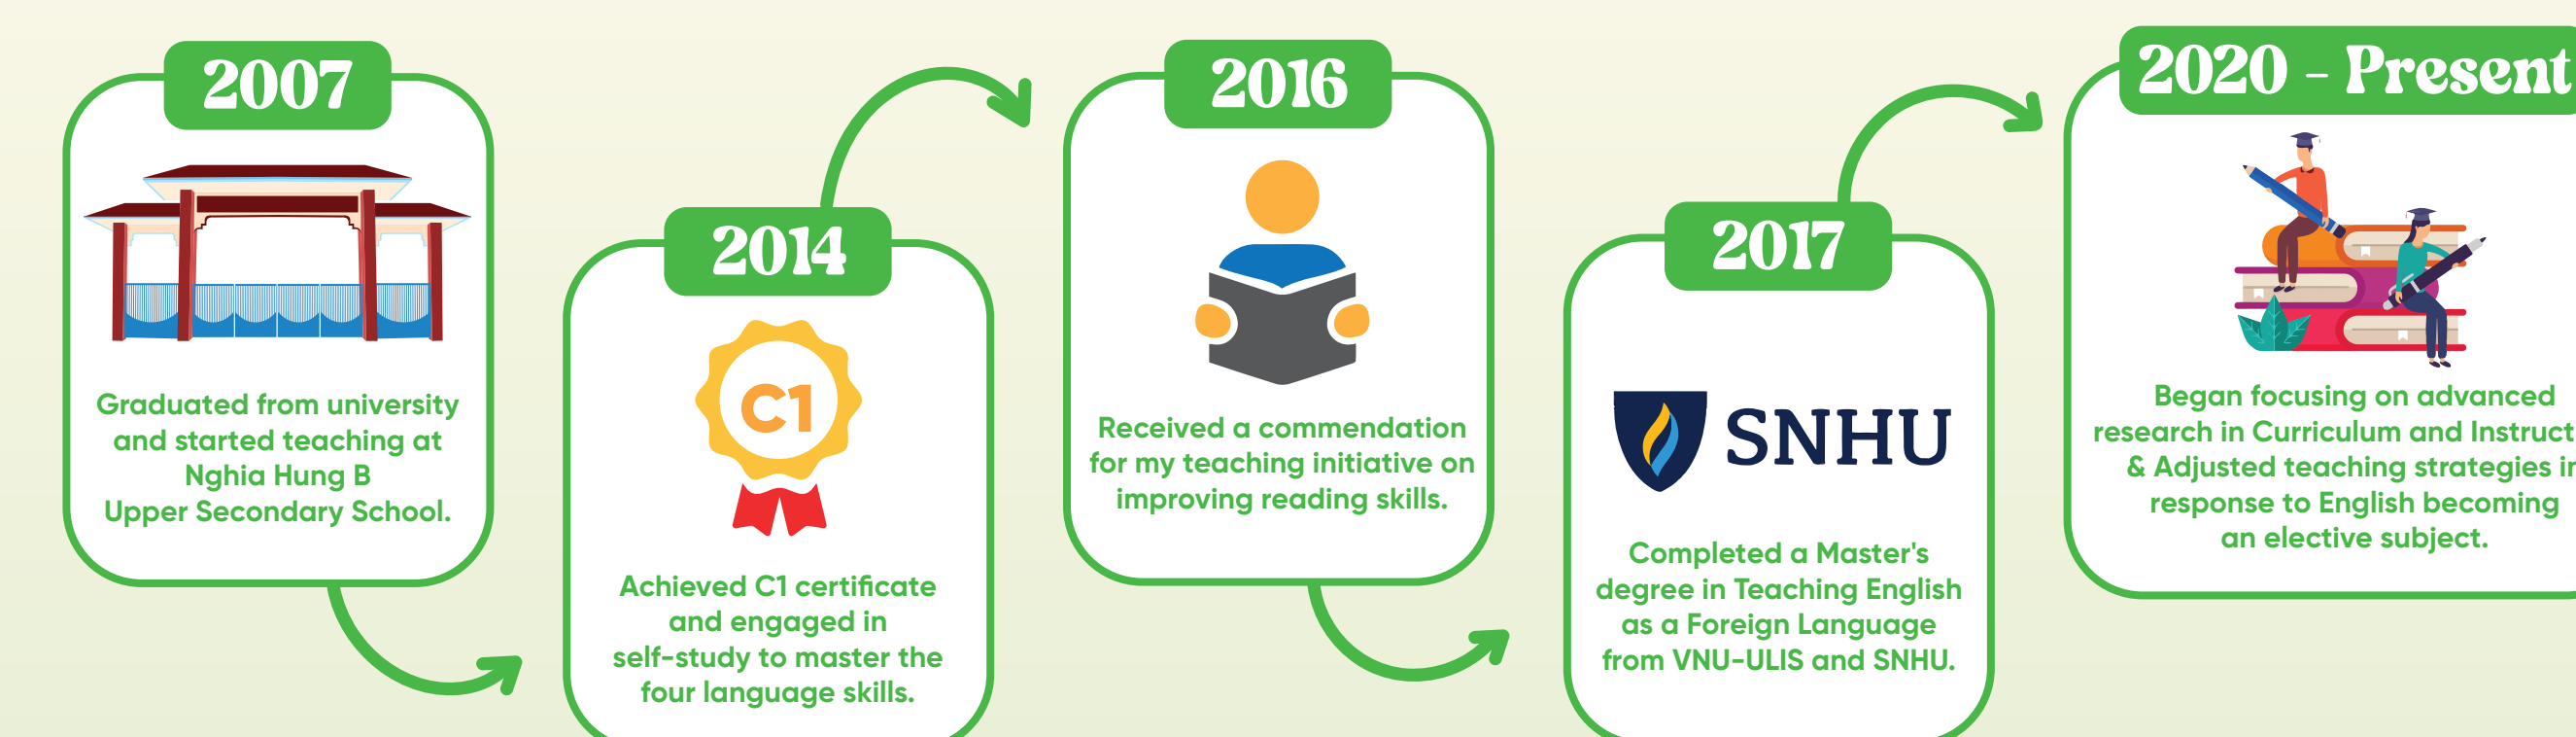 2007
Graduated from university
and started teaching at
Nghia Hung B
Upper Secondary School.
2014
C1
Achieved C1 certificate
and engaged in
self-study to master the
four language skills.
2016
Received a commendation
for my teaching initiative on
improving reading skills.
2017
SNHU
Completed a Master's
degree in Teaching English
as a Foreign Language
from VNU-ULIS and SNHU.
2020 - Present
Began focusing on advanced
research in Curriculum and
& Adjusted teaching strategies
response to English becoming
an elective subject.